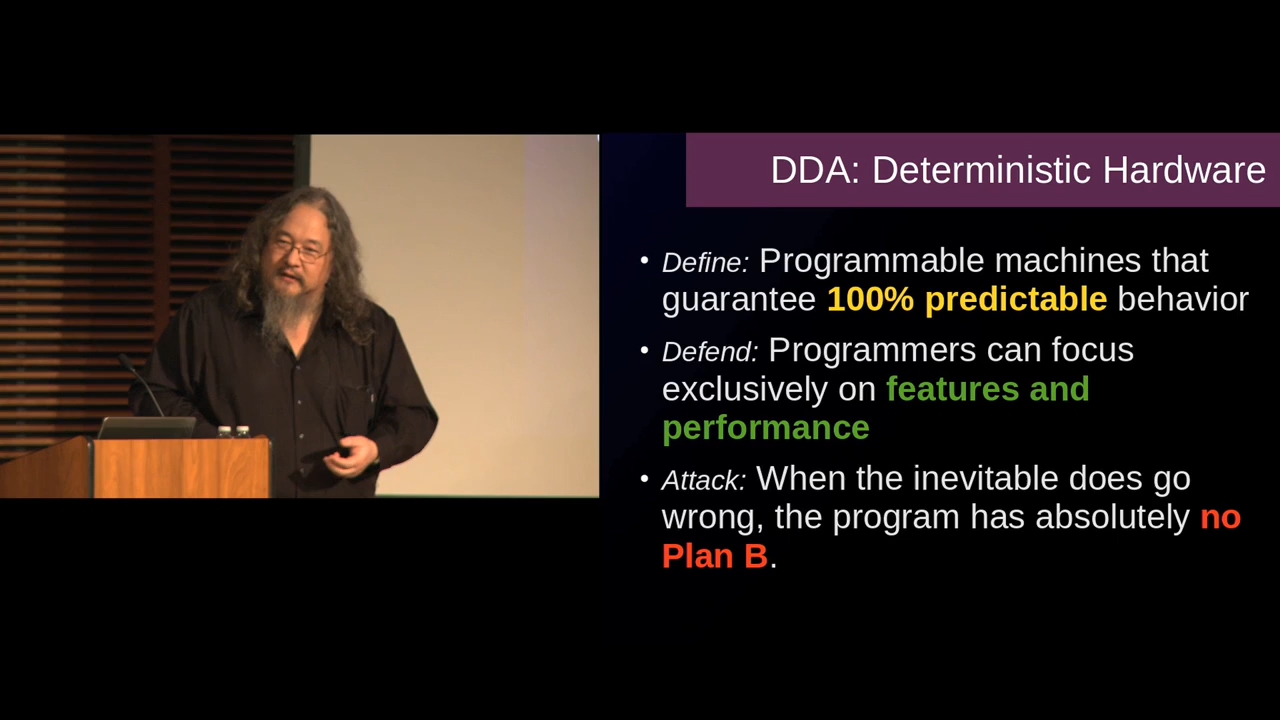 DDA: Deterministic Hardware
• Define: Programmable machines that
guarantee 100% predictable behavior
• Defend: Programmers can focus
exclusively on features and
performance
• Attack: When the inevitable does go
wrong, the program has absolutely no
Plan B.